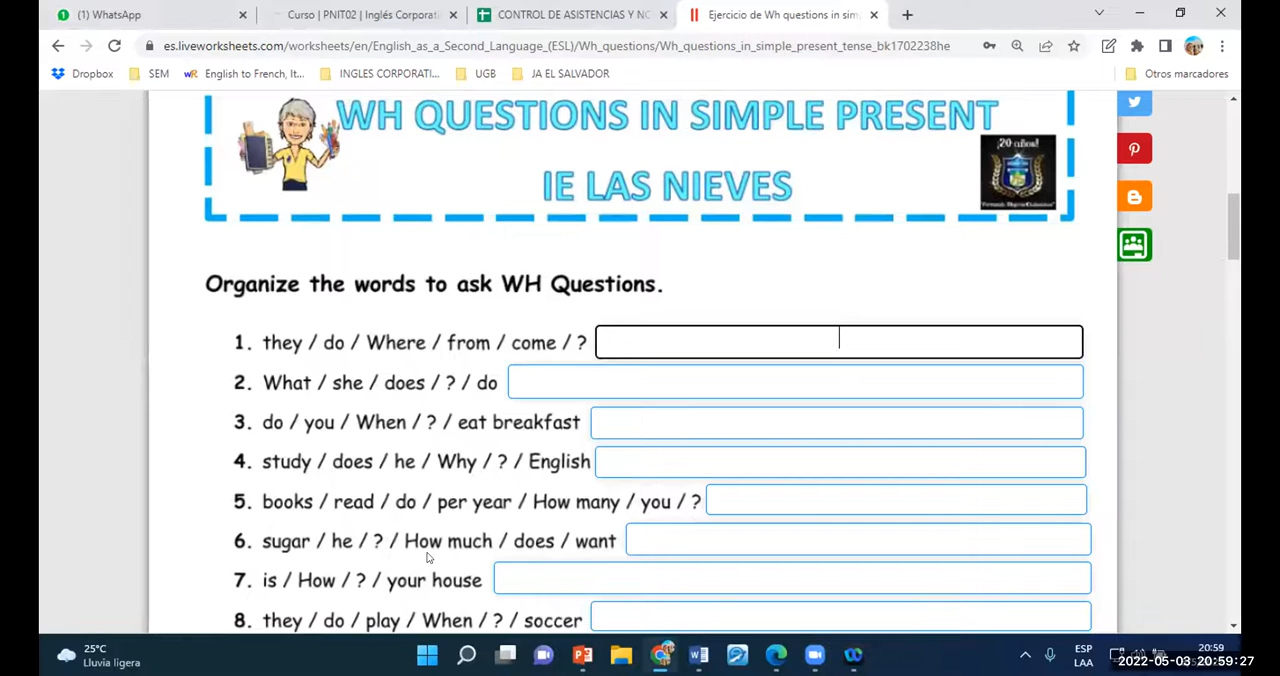 (1) WhatsApp
Curso | PNIT02 | Inglés Corporati
CONTROL DE ASISTENCIAS Y NO
Ejercicio de Wh questions in sim
es.liveworksheets.com/worksheets/en/English_as_a_Second_Language_(ESL)/Wh_questions/Wh_questions_in_simple_present_tense_bk1702238he
Dropbox
SEM
English to French, It...
INGLES CORPORATI...
UGB
JA EL SALVADOR
Otros marcadores
WH QUESTIONS IN SIMPLE PRESENT
¡20 años!
IE LAS NIEVES
Organize the words to ask WH Questions.
1. they / do / Where / from / come / ?
2. What / she / does / ? / do
3. do / you / When / ? / eat breakfast
4. study / does / he / Why / ? / English
5. books / read / do / per year / How many / you / ?
6. sugar / he / ? / How much / does / want
7. is / How / ? / your house
8. they / do / play / When / ? / soccer
25°C
Lluvia ligera
ESP
LAA
20:59
2022-05-03 20:59:27